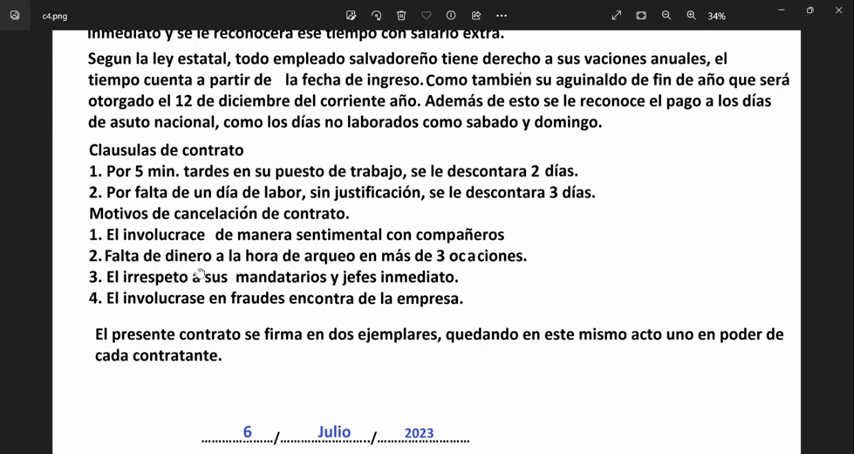 c4.png
34%
inmediato y se le reconocera ese tiempo con salario extra.
Segun la ley estatal, todo empleado salvadoreño tiene derecho a sus vaciones anuales, el
tiempo cuenta a partir de la fecha de ingreso. Como también su aguinaldo de fin de año que será
otorgado el 12 de diciembre del corriente año. Además de esto se le reconoce el pago a los días
de asuto nacional, como los días no laborados como sabado y domingo.
Clausulas de contrato
1. Por 5 min. tardes en su puesto de trabajo, se le descontara 2 días.
2. Por falta de un día de labor, sin justificación, se le descontara 3 días.
Motivos de cancelación de contrato.
1. El involucrace de manera sentimental con compañeros
2. Falta de dinero a la hora de arqueo en más de 3 ocaciones.
3. El irrespeto a sus mandatarios y jefes inmediato.
4. El involucrase en fraudes encontra de la empresa.
El presente contrato se firma en dos ejemplares, quedando en este mismo acto uno en poder de
cada contratante.
6 / Julio / 2023